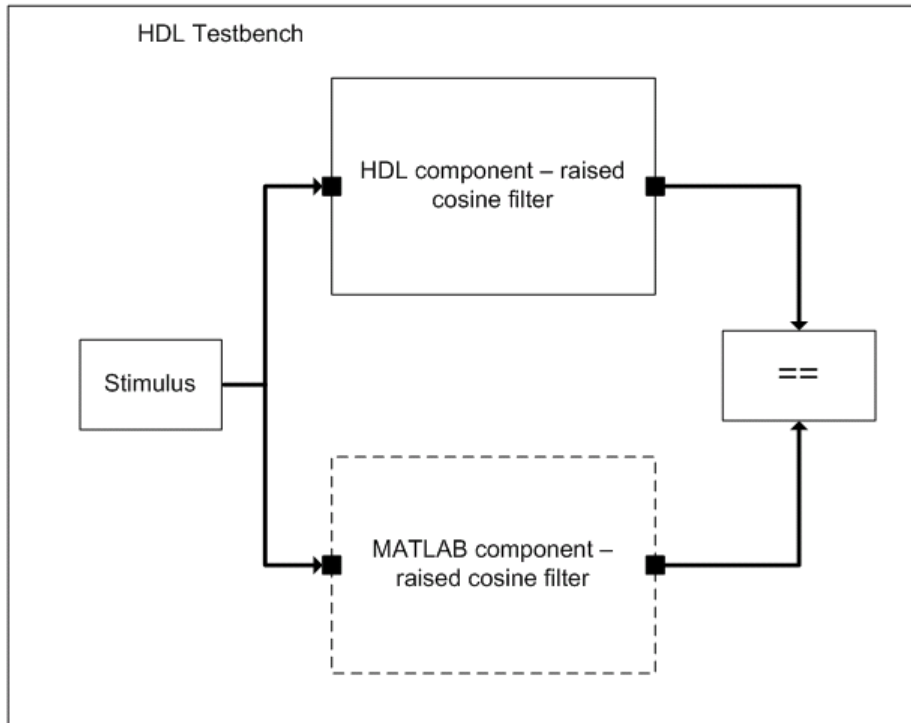 HDL Testbench
HDL component – raised
cosine filter
Stimulus
==
MATLAB component –
raised cosine filter